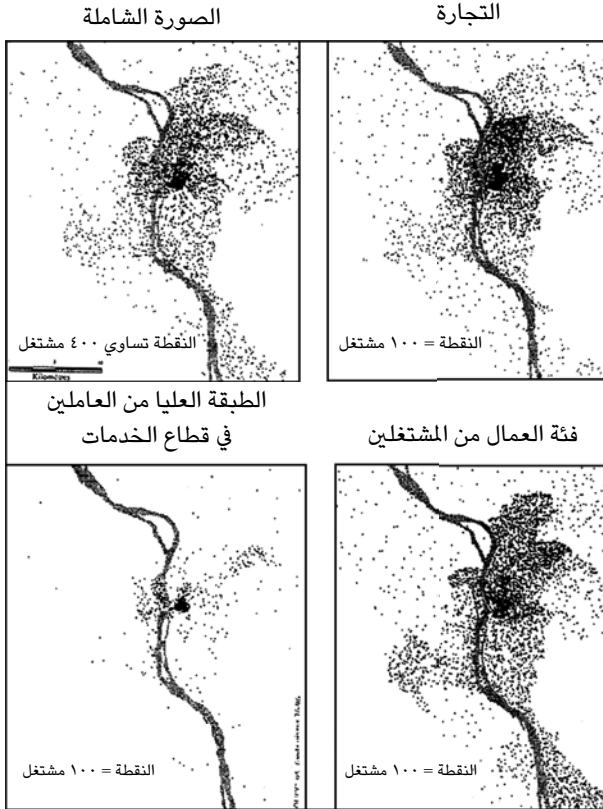 التجارة
الصورة الشاملة
النقطة = ١٠٠ مشتغل
النقطة تساوي ٤٠٠ مشتغل
Kilomètres
فئة العمال من المشتغلين
الطبقة العليا من العاملين
في قطاع الخدمات
النقطة = ١٠٠ مشتغل
النقطة = ١٠٠ مشتغل